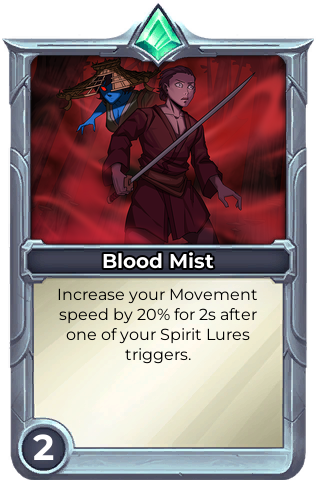 Blood Mist
Increase your Movement
speed by 20% for 2s after
one of your Spirit Lures
triggers.
2